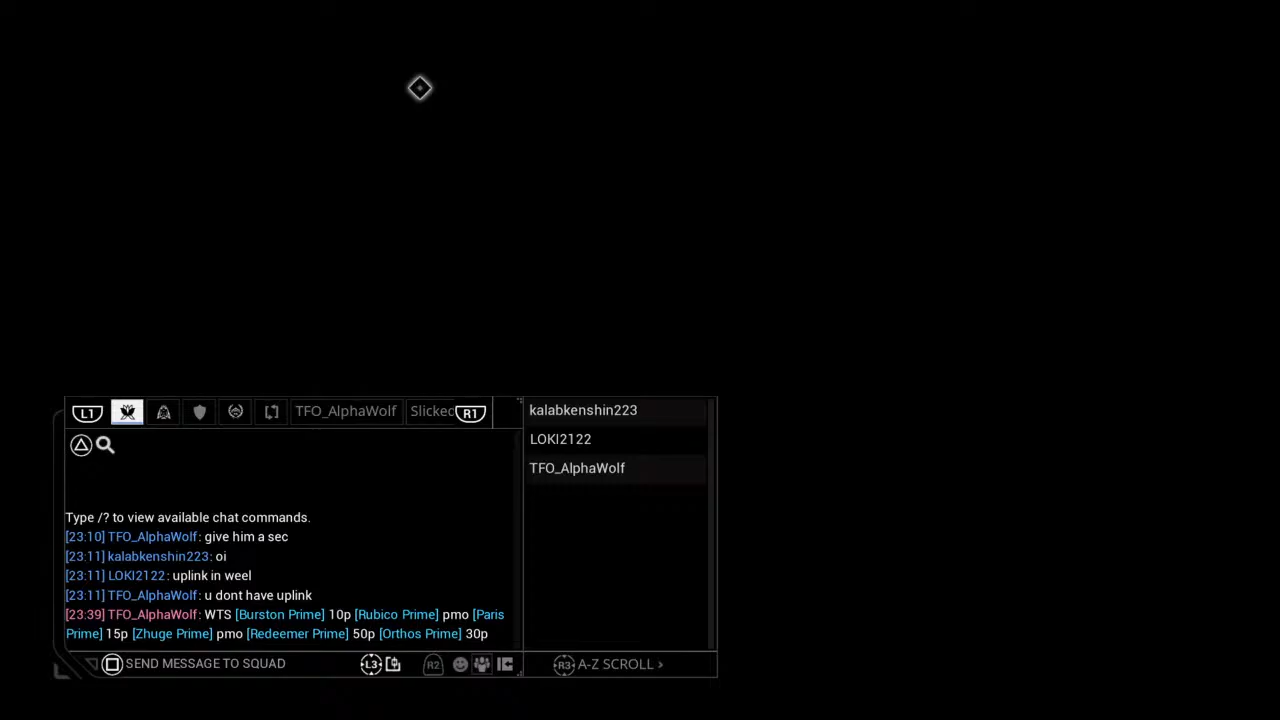 L1 TFO_AlphaWolf Slicked R1
kalabkenshin223
LOKI2122
TFO_AlphaWolf
Type /? to view available chat commands.
[23:10] TFO_AlphaWolf: give him a sec
[23:11] kalabkenshin223: oi
[23:11] LOKI2122: uplink in weel
[23:11] TFO_AlphaWolf: u dont have uplink
[23:39] TFO_AlphaWolf: WTS [Burston Prime] 10p [Rubico Prime] pmo [Paris
Prime] 15p [Zhuge Prime] pmo [Redeemer Prime] 50p [Orthos Prime] 30p
SEND MESSAGE TO SQUAD L3 R2 R3 A-Z SCROLL >